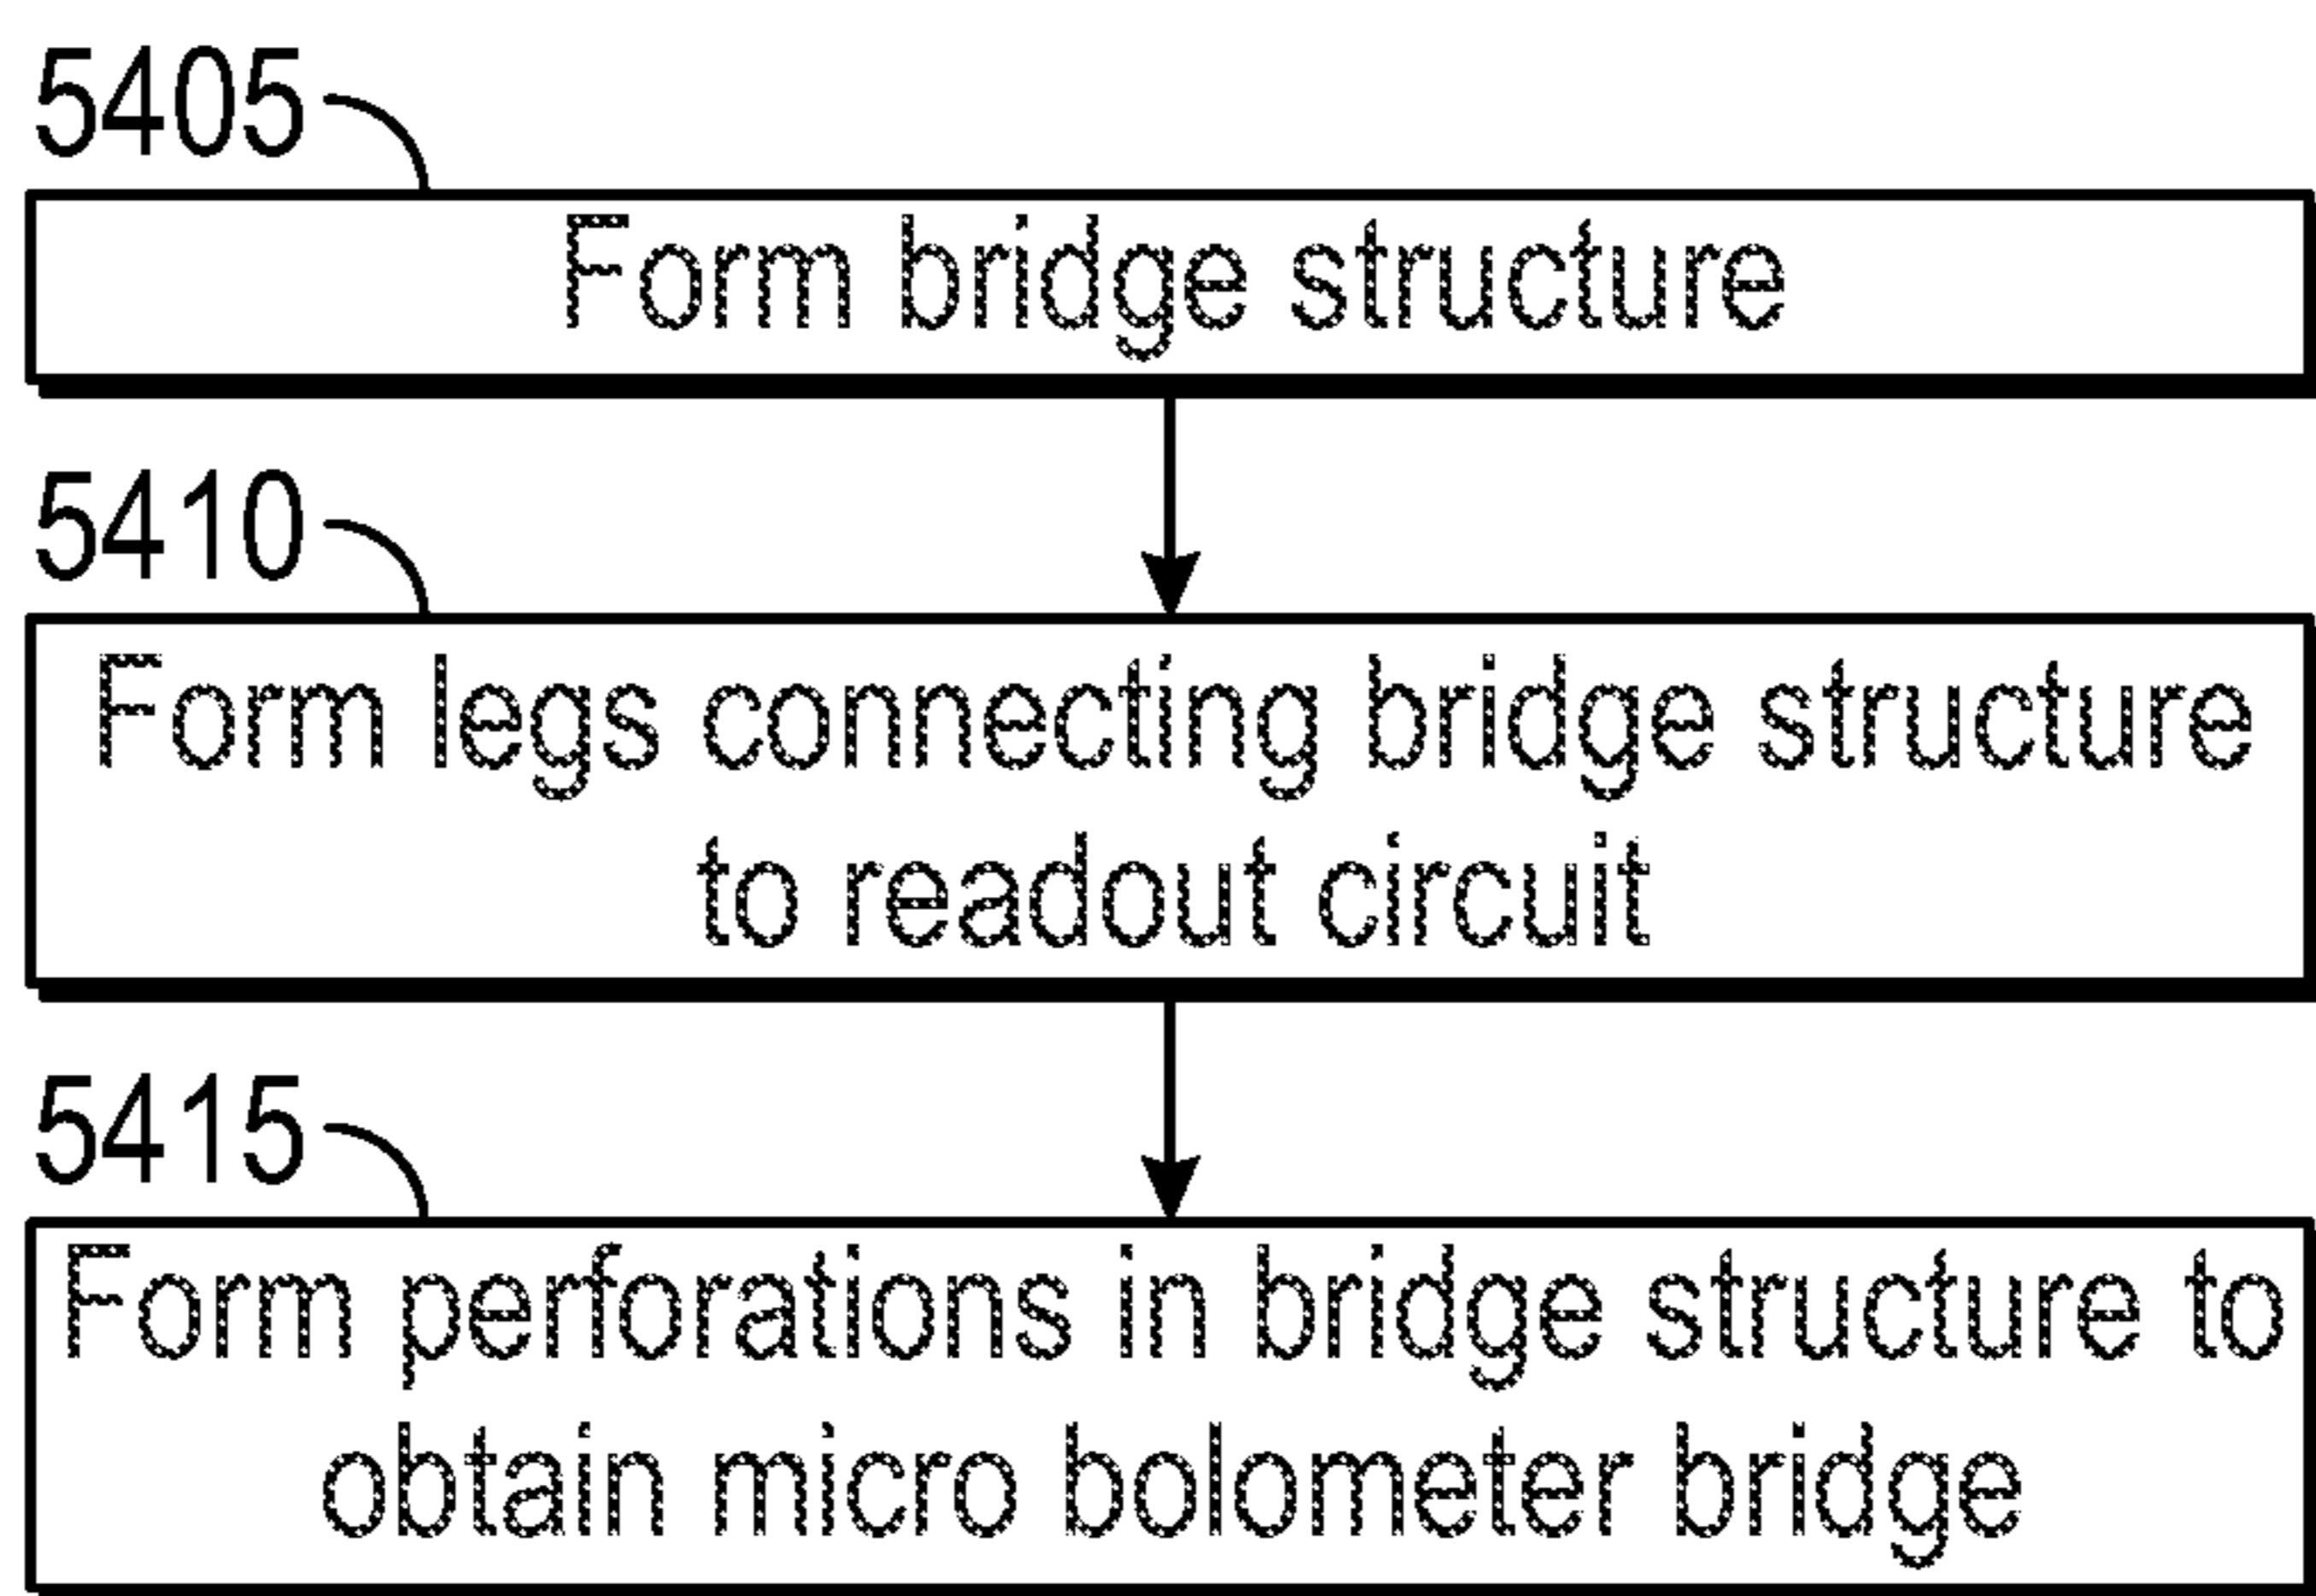 5405
Form bridge structure
5410
Form legs connecting bridge structure
to readout circuit
5415
Form perforations in bridge structure to
obtain micro bolometer bridge